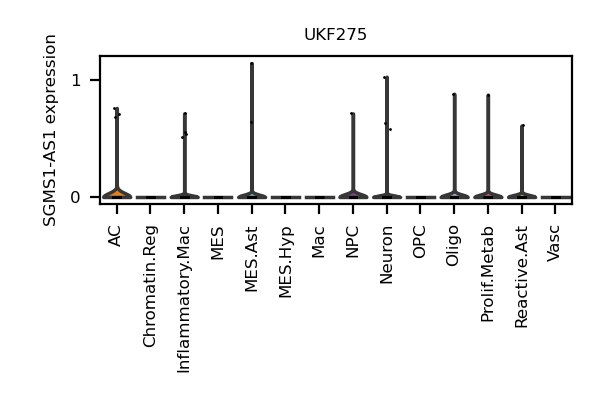 UKF275
SGMS1-AS1 expression
1
0
AC
Chromatin.Reg
Inflammatory.Mac
MES
MES.Ast
MES.Hyp
Mac
NPC
Neuron
OPC
Oligo
Prolif.Metab
Reactive.Ast
Vasc